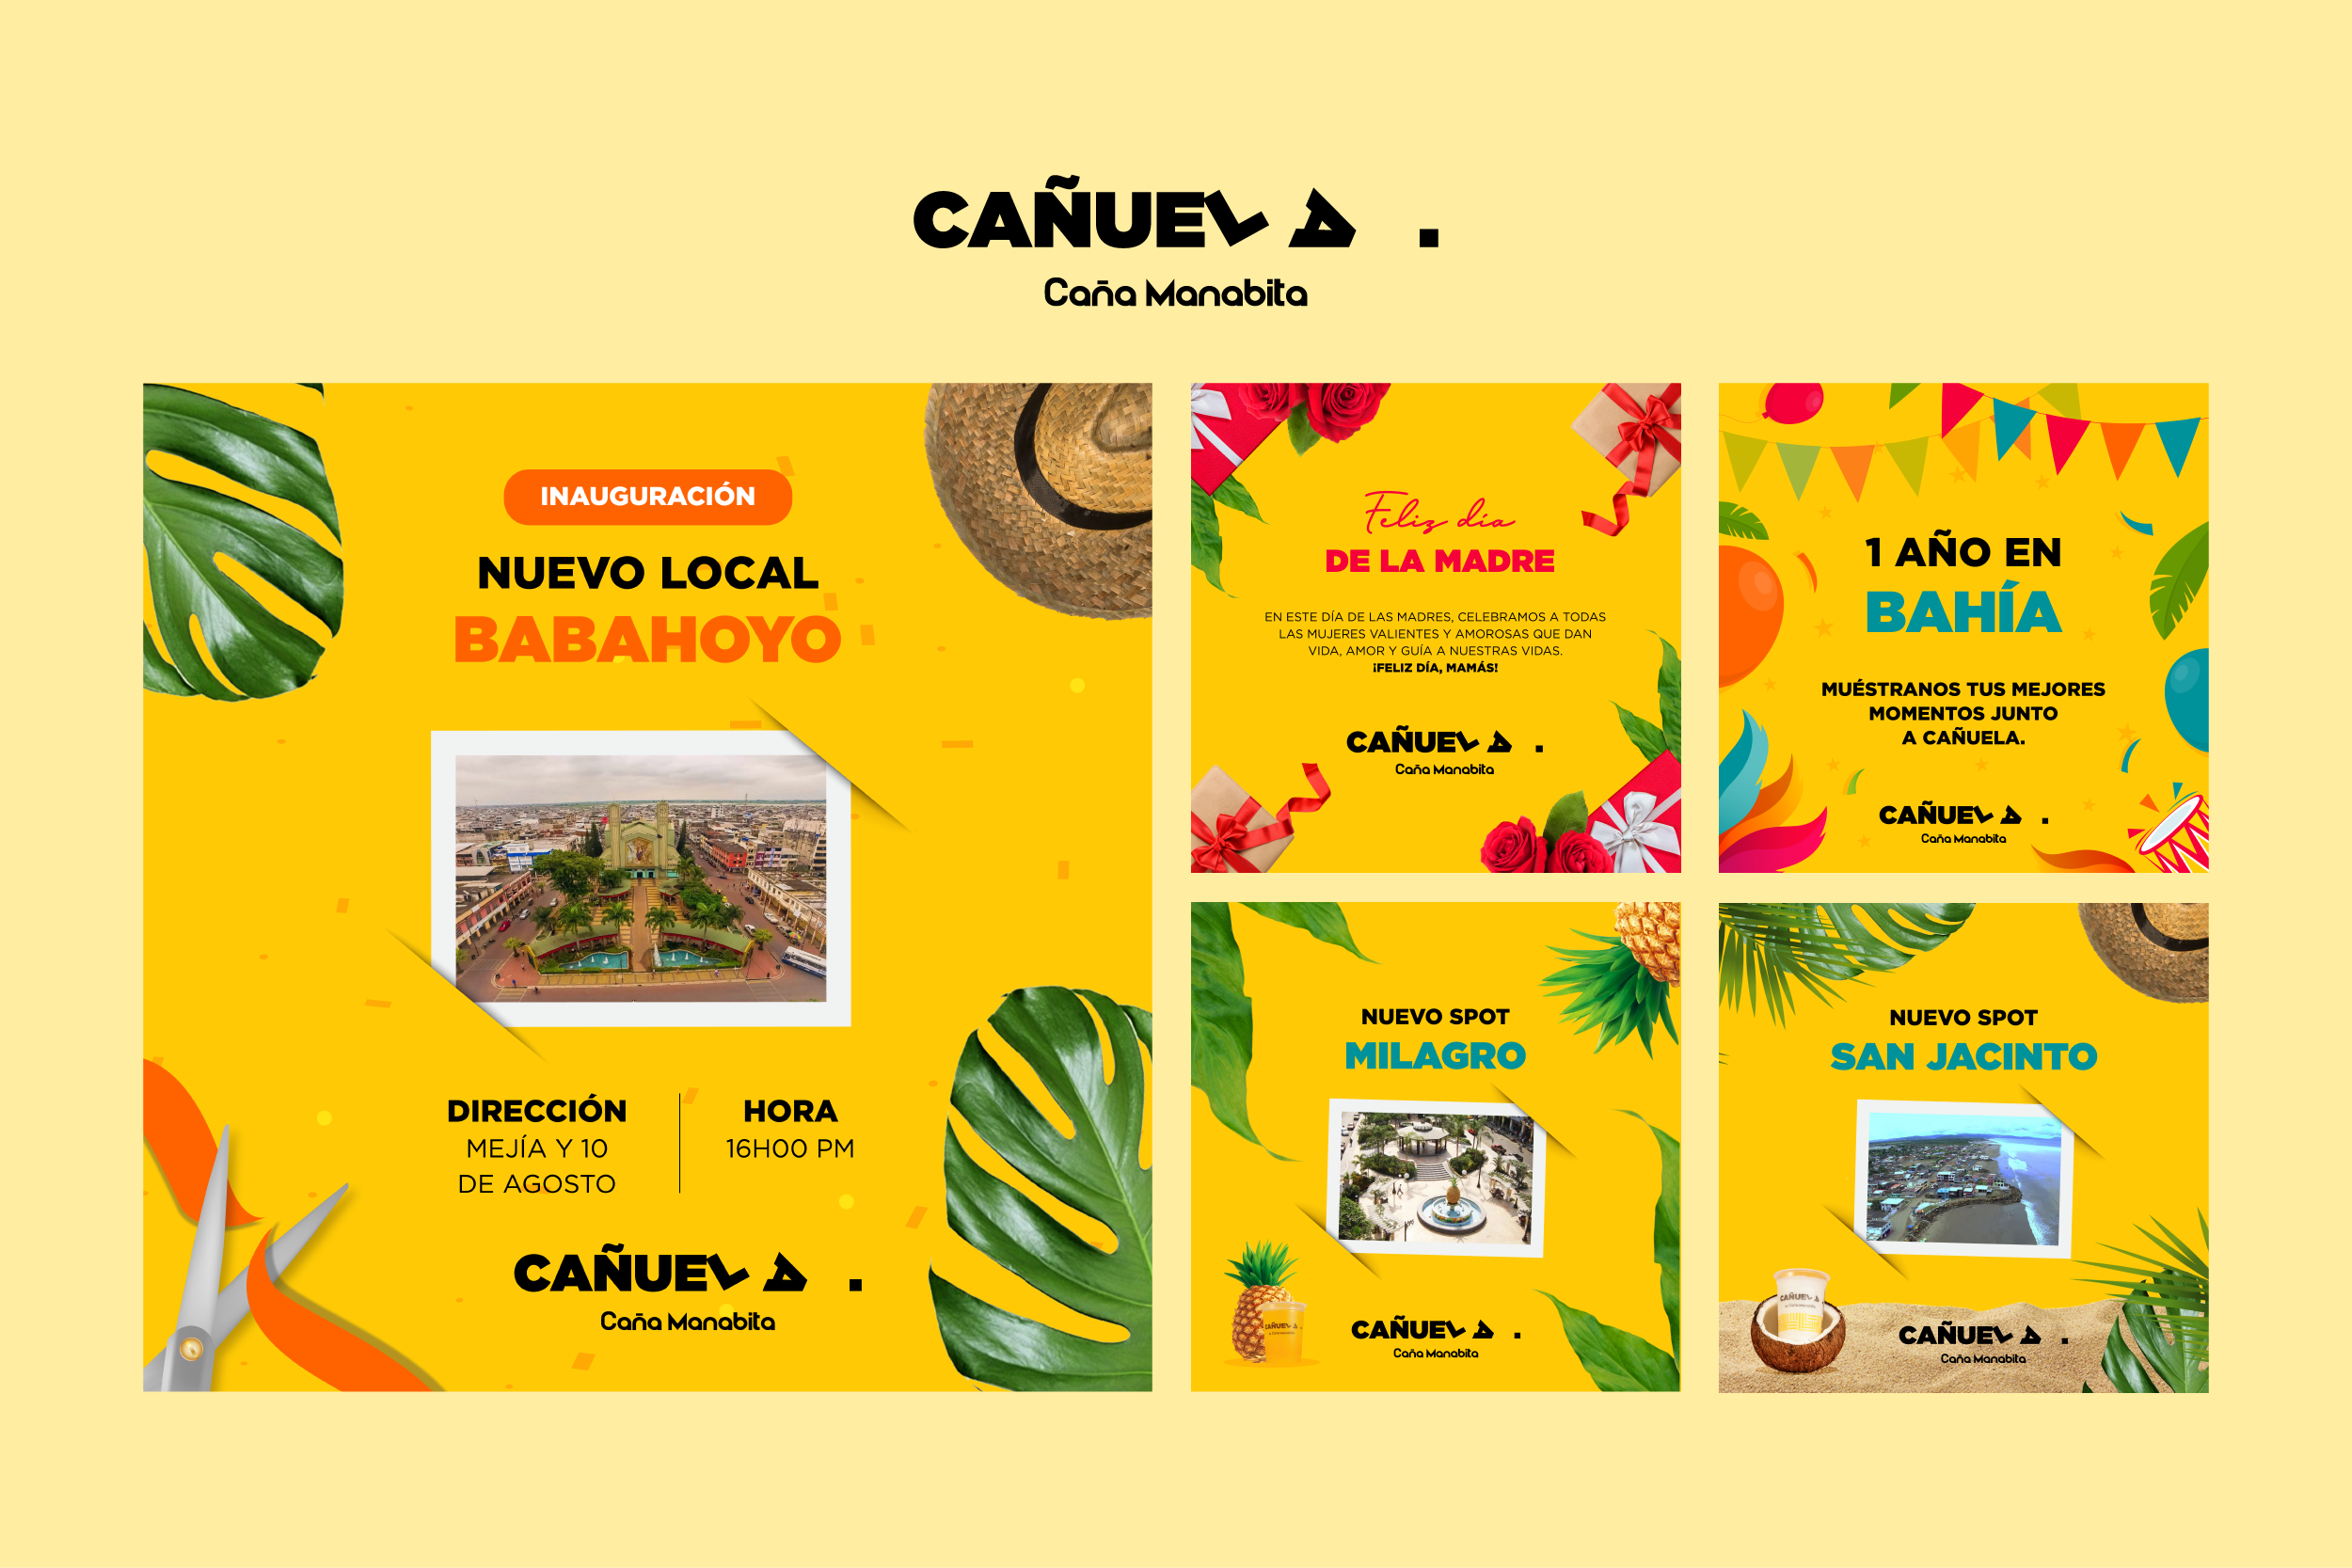 CAÑUELA.
Caña Manabita
INAUGURACIÓN
NUEVO LOCAL
BABAHOYO
DIRECCIÓN
MEJÍA Y 10
DE AGOSTO
HORA
16H00 PM
CAÑUELA.
Caña Manabita
Feliz día
DE LA MADRE
EN ESTE DÍA DE LAS MADRES, CELEBRAMOS A TODAS
LAS MUJERES VALIENTES Y AMOROSAS QUE DAN
VIDA, AMOR Y GUÍA A NUESTRAS VIDAS.
¡FELIZ DÍA, MAMÁS!
CAÑUELA.
Caña Manabita
1 AÑO EN
BAHÍA
MUÉSTRANOS TUS MEJORES
MOMENTOS JUNTO
A CAÑUELA.
CAÑUELA.
Caña Manabita
NUEVO SPOT
MILAGRO
CAÑUELA.
CAÑUELA.
Caña Manabita
NUEVO SPOT
SAN JACINTO
CAÑUELA
CAÑUELA.
Caña Manabita